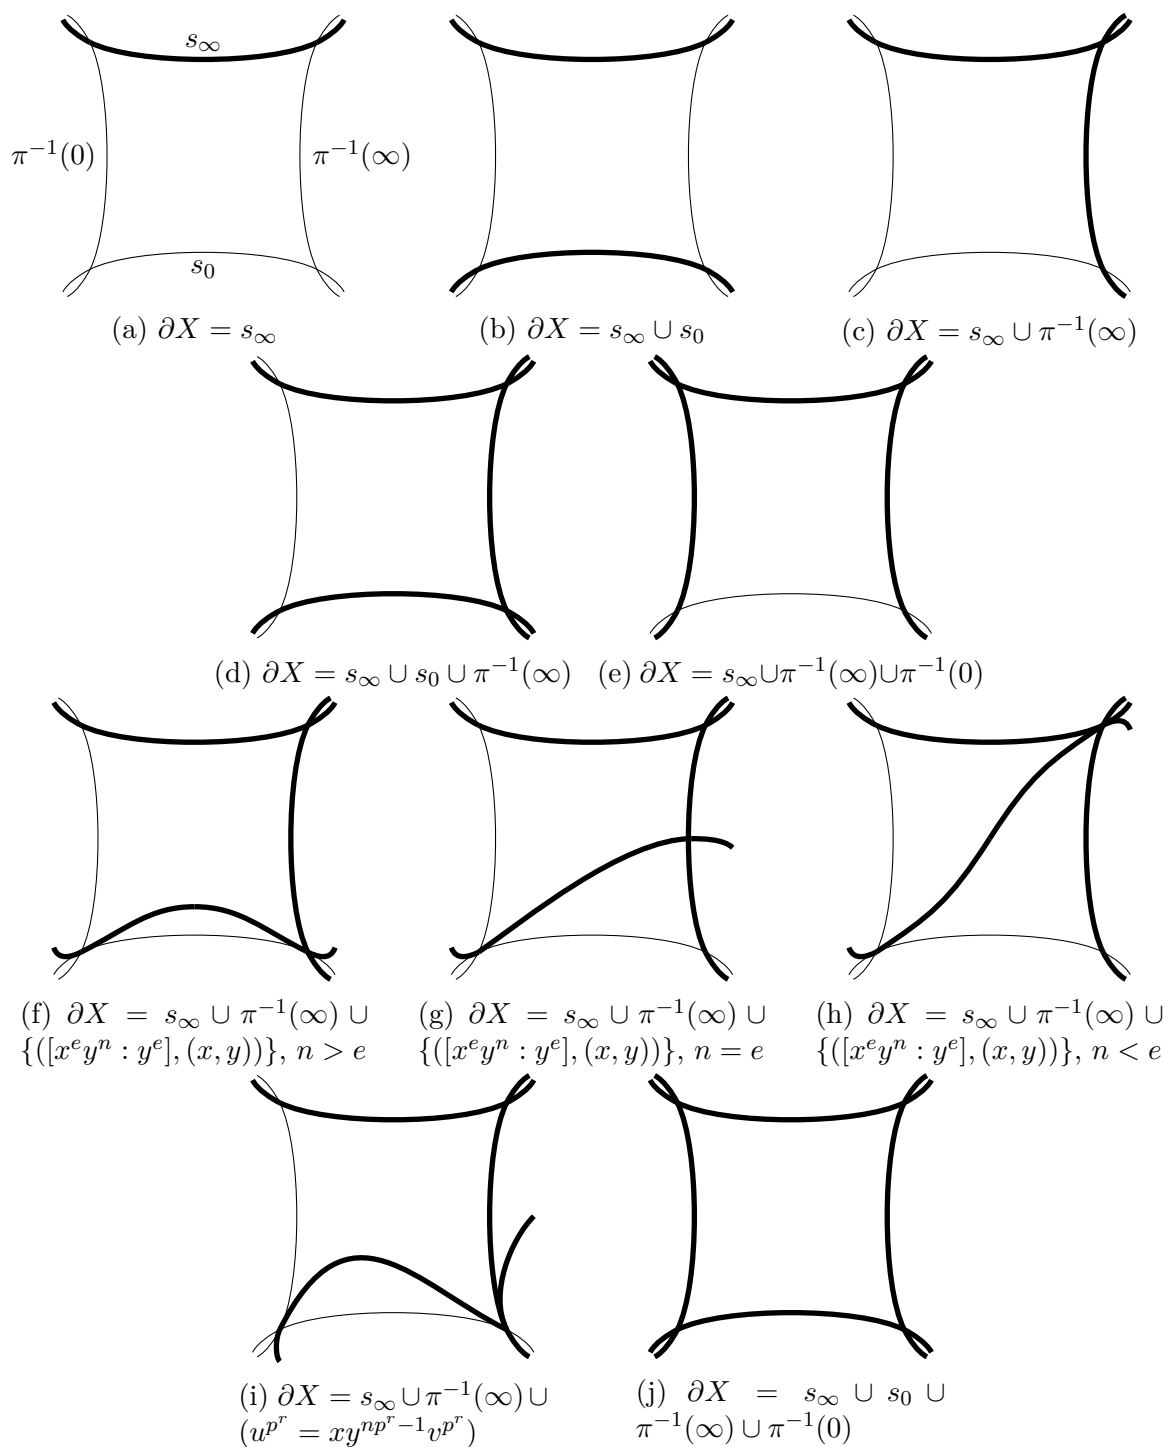 s∞
π⁻¹(0) π⁻¹(∞)
s₀
(a) ∂X = s∞ (b) ∂X = s∞ ∪ s₀ (c) ∂X = s∞ ∪ π⁻¹(∞)
(d) ∂X = s∞ ∪ s₀ ∪ π⁻¹(∞) (e) ∂X = s∞∪π⁻¹(∞)∪π⁻¹(0)
(f) ∂X = s∞ ∪ π⁻¹(∞) ∪
{([xᵉyⁿ : yᵉ], (x, y))}, n > e
(g) ∂X = s∞ ∪ π⁻¹(∞) ∪
{([xᵉyⁿ : yᵉ], (x, y))}, n = e
(h) ∂X = s∞ ∪ π⁻¹(∞) ∪
{([xᵉyⁿ : yᵉ], (x, y))}, n < e
(i) ∂X = s∞ ∪ π⁻¹(∞) ∪
(u^{p^r} = xy^{np^r−1}v^{p^r})
(j) ∂X = s∞ ∪ s₀ ∪
π⁻¹(∞) ∪ π⁻¹(0)